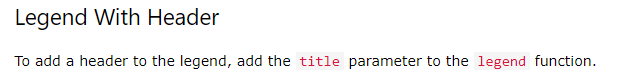 Legend With Header
To add a header to the legend, add the title parameter to the legend function.